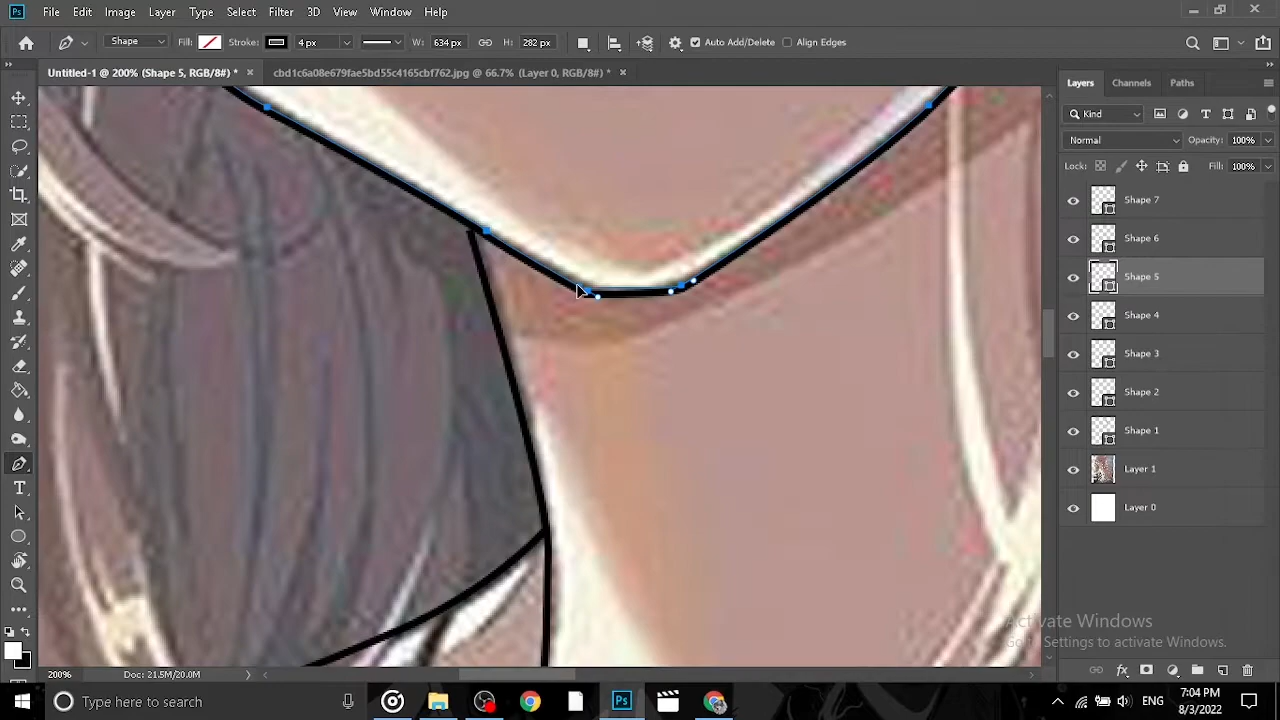 Ps File Edit Image Layer Type Select Filter 3D View Window Help
Shape Fill: Stroke: 4 px W: 634 px H: 282 px Auto Add/Delete Align Edges
Untitled-1 @ 200% (Shape 5, RGB/8#) * × cbd1c6a08e679fae5bd55c4165cbf762.jpg @ 66.7% (Layer 0, RGB/8#) * ×
Layers Channels Paths
Kind
Normal Opacity: 100%
Lock: Fill: 100%
Shape 7
Shape 6
Shape 5
Shape 4
Shape 3
Shape 2
Shape 1
Layer 1
Layer 0
Activate Windows
Settings to activate Windows.
200% Doc: 21.5M/20.0M
Type here to search
Ps
ENG
7:04 PM
8/3/2022